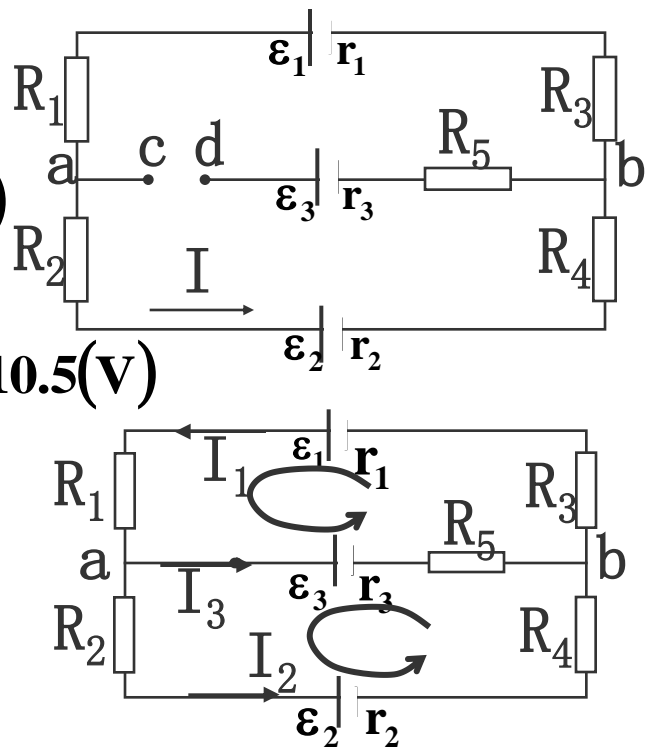 ε₁ r₁
R₁ R₃
R₅
a c d b
)
ε₃ r₃
R₂ I R₄
ε₂ r₂
10.5(V)
I₁ ε₁ r₁
R₁ R₃
R₅
a b
I₃ ε₃ r₃
R₂ I₂ R₄
ε₂ r₂